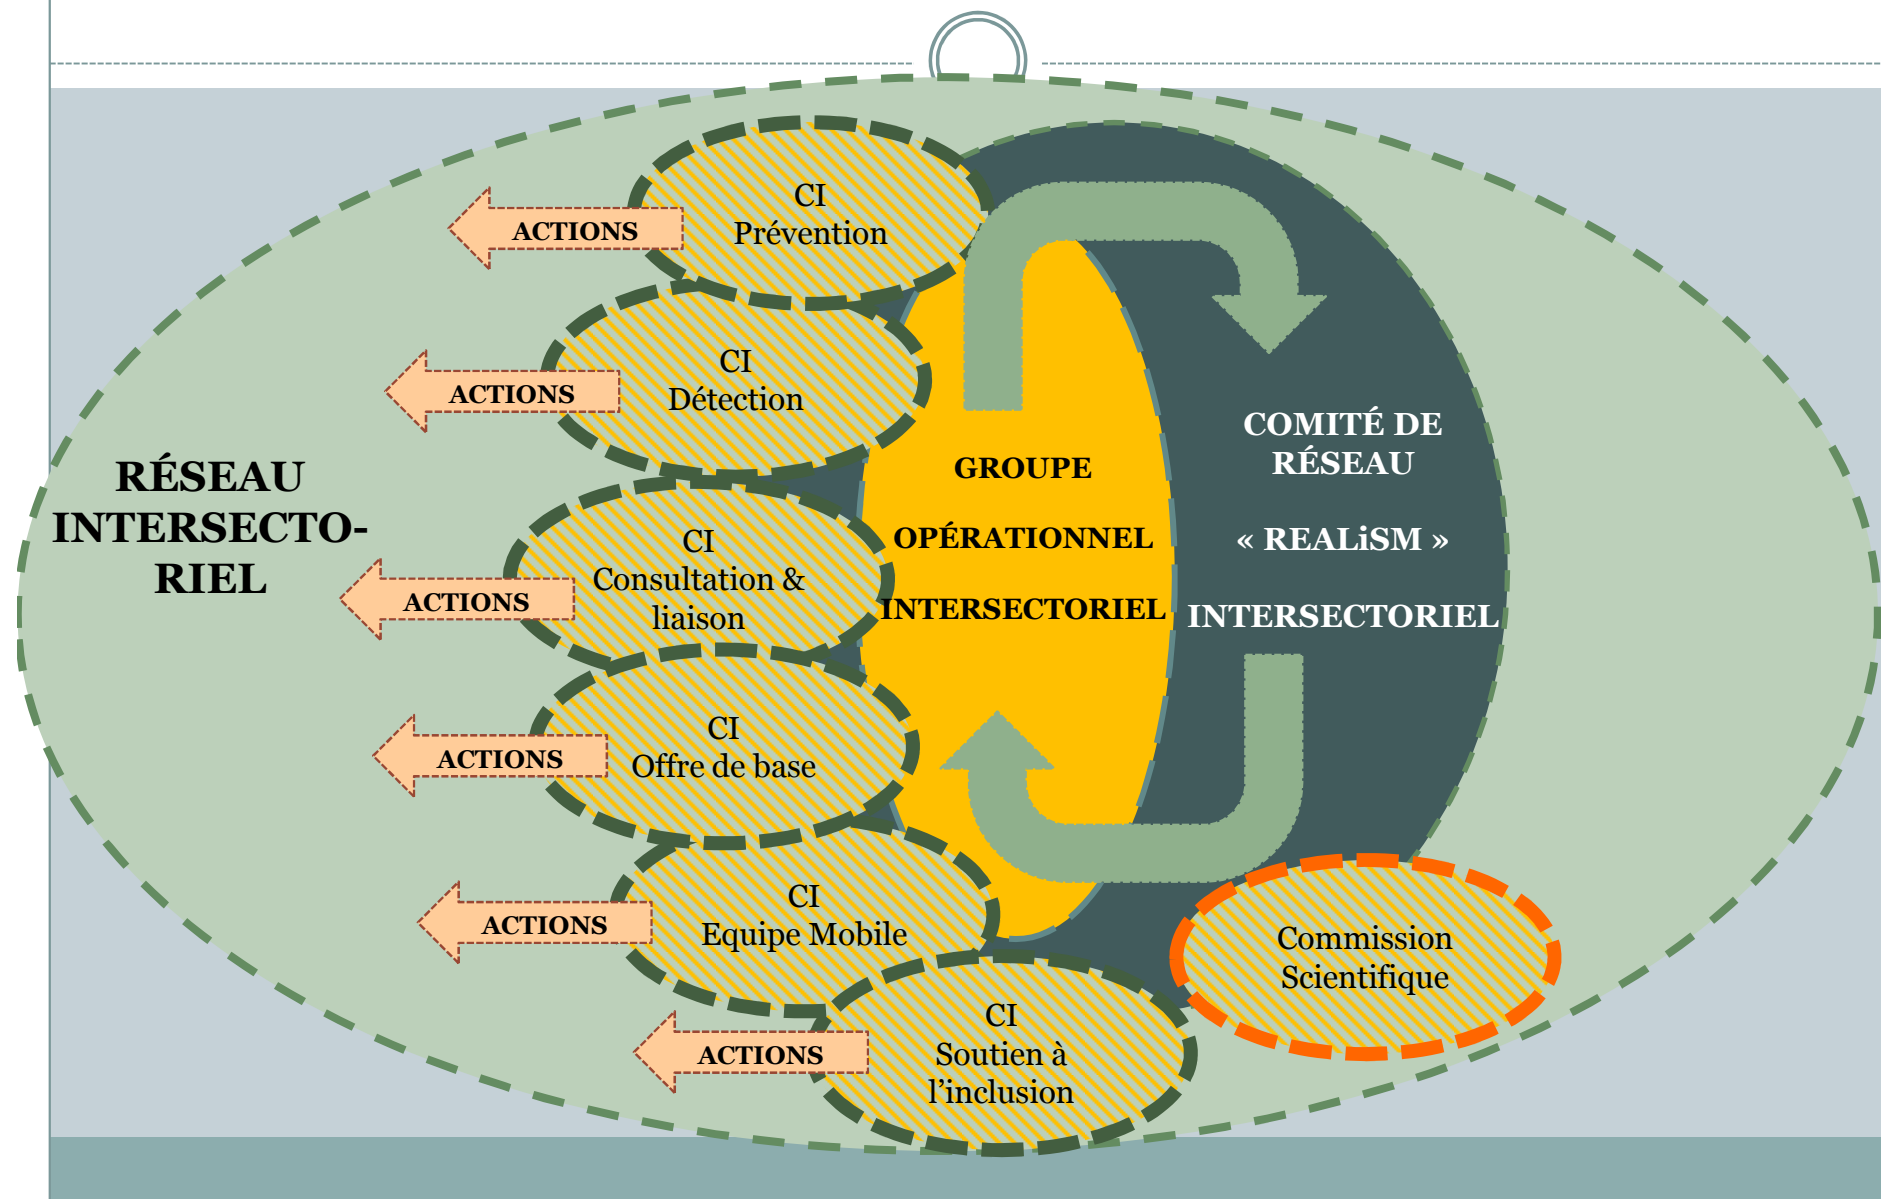 CI
Prévention
ACTIONS
CI
Détection
ACTIONS
RÉSEAU
INTERSECTO-
RIEL
CI
Consultation &
liaison
ACTIONS
GROUPE
OPÉRATIONNEL
INTERSECTORIEL
COMITÉ DE
RÉSEAU
« REALiSM »
INTERSECTORIEL
CI
Offre de base
ACTIONS
CI
Equipe Mobile
ACTIONS
Commission
Scientifique
CI
Soutien à
l’inclusion
ACTIONS